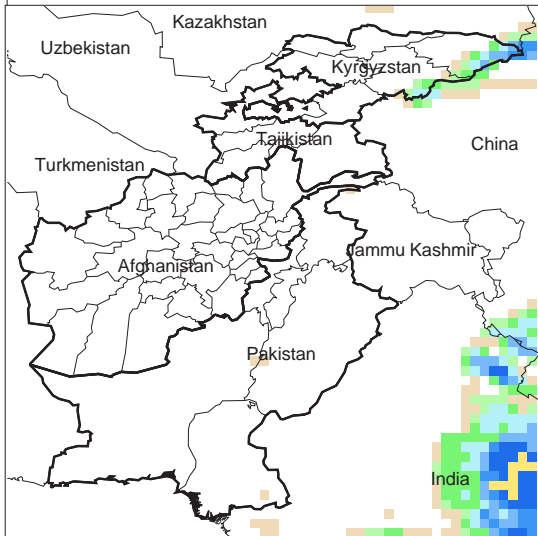 Kazakhstan
Uzbekistan
Kyrgyzstan
Tajikistan
China
Turkmenistan
Jammu Kashmir
Afghanistan
Pakistan
India